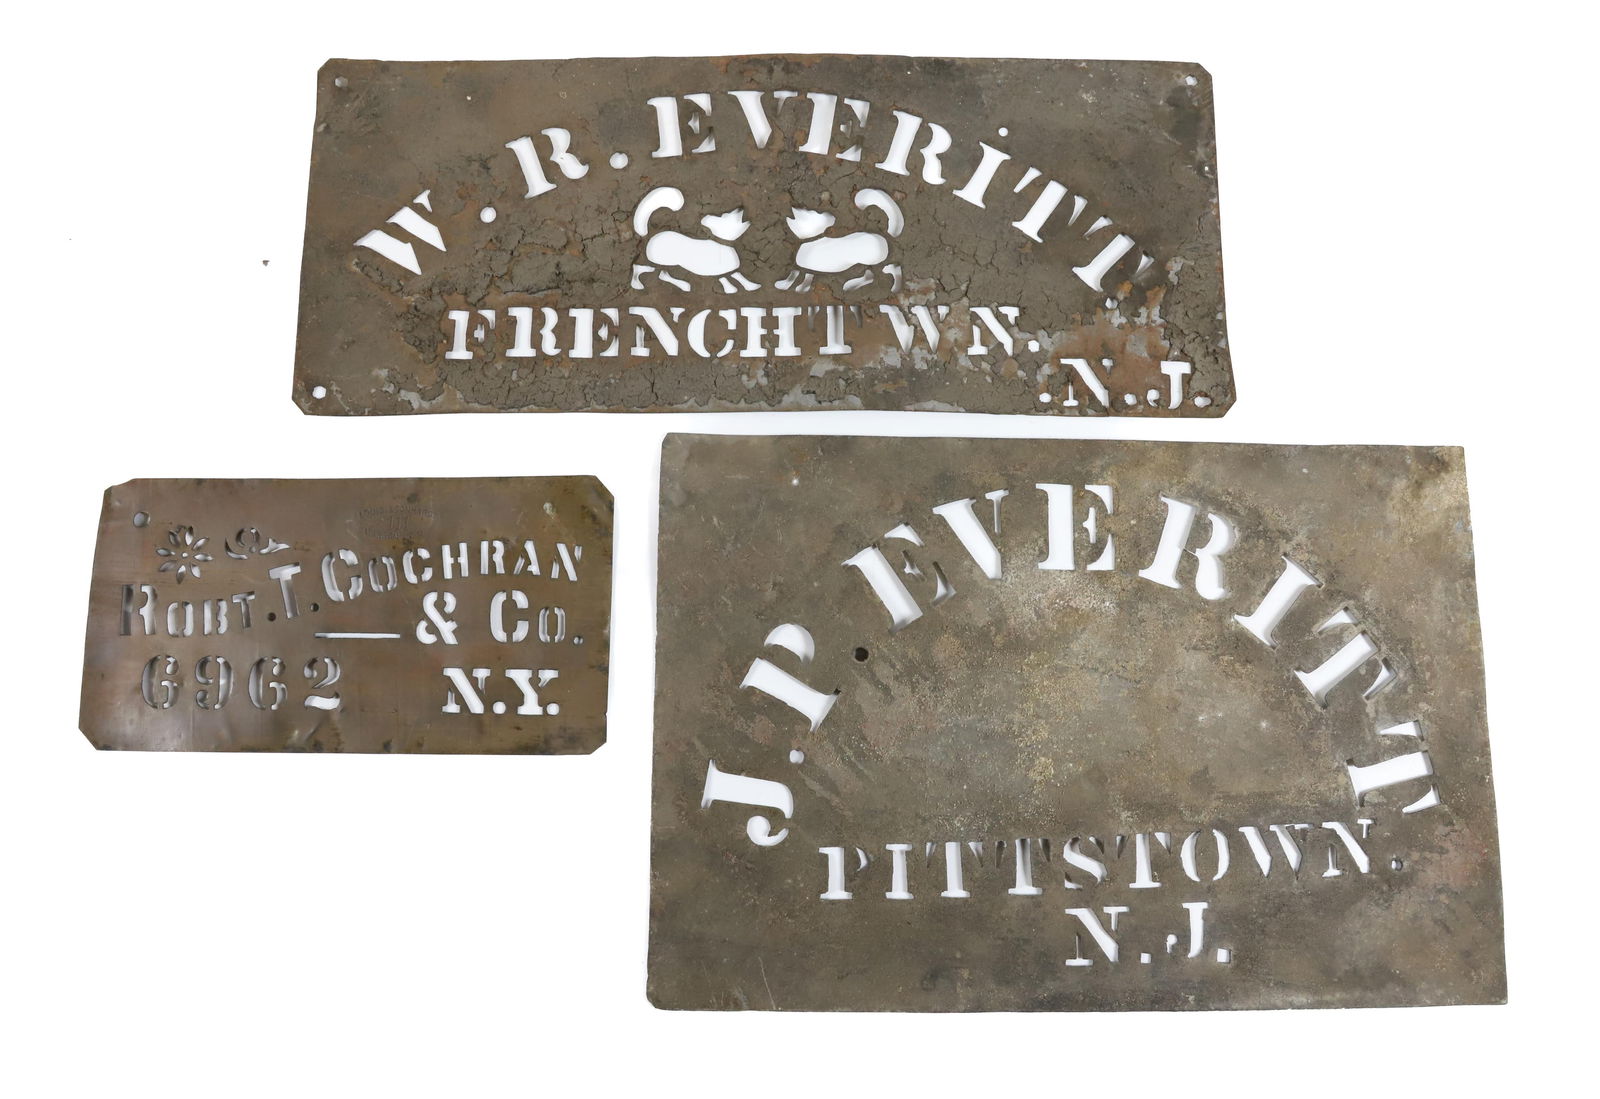 W.R.EVERITT.
FRENCHTWN.
.N.J.
ROBT.T.COCHRAN
& Co.
6962 N.Y.
J.P EVERITT
PITTSTOWN.
N.J.